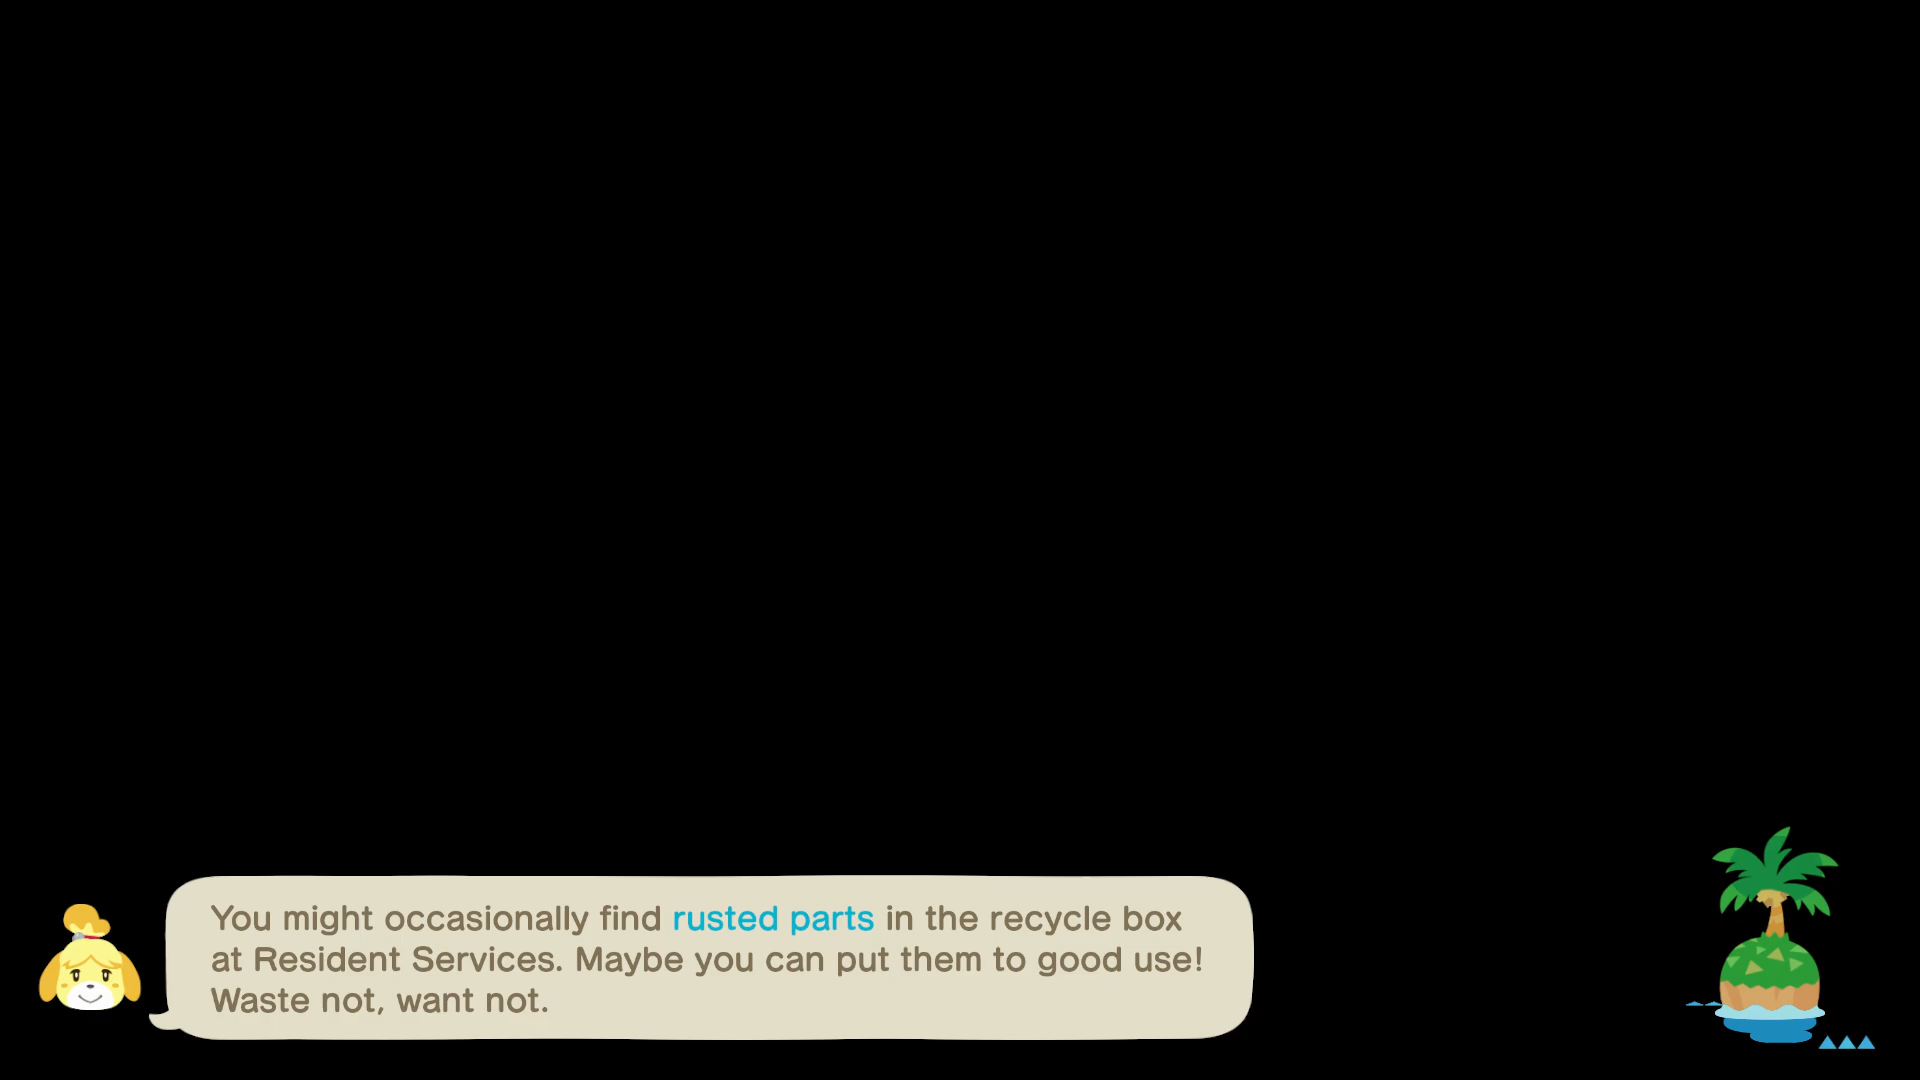 You might occasionally find rusted parts in the recycle box
at Resident Services. Maybe you can put them to good use!
Waste not, want not.